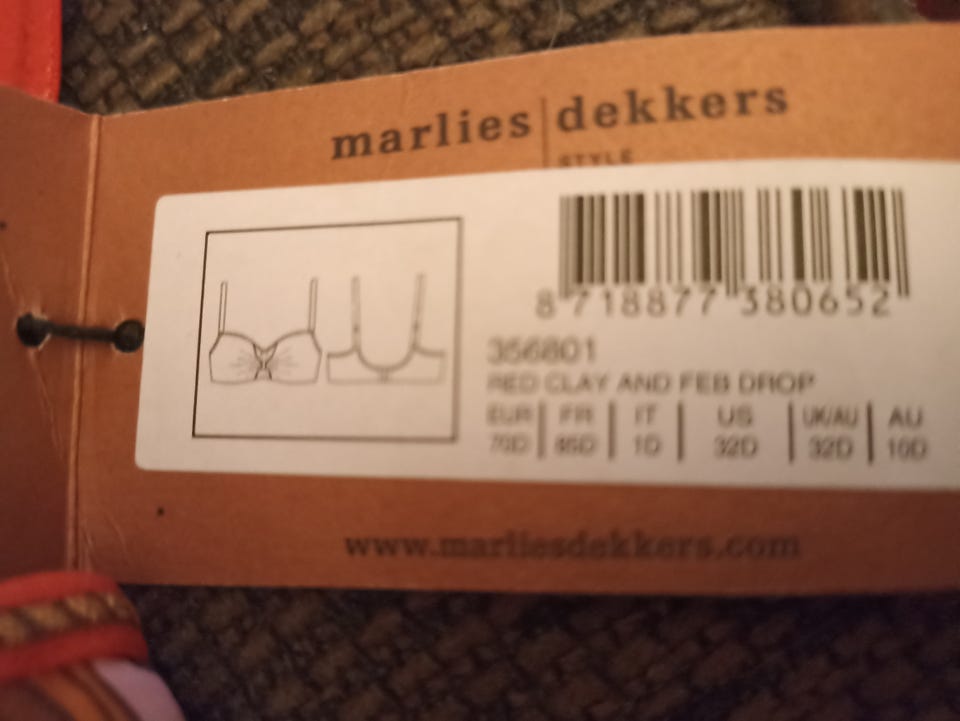 marlies dekkers
STYLE
8 718877 380652
356801
RED CLAY AND FEB DROP
EUR FR IT US UK/AU AU
70D 85D 1D 32D 32D 10D
www.marliesdekkers.com